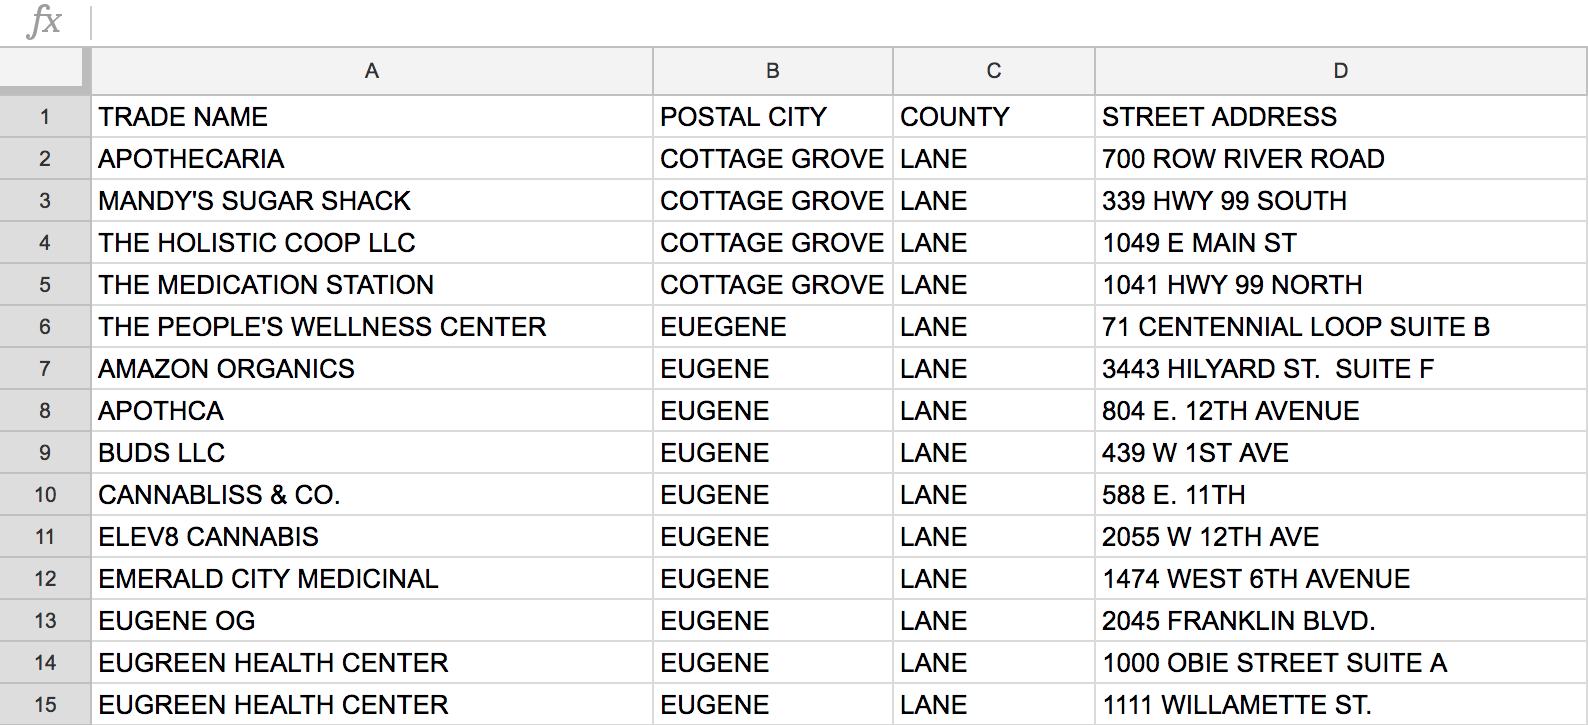 fx
A B C D
1 TRADE NAME POSTAL CITY COUNTY STREET ADDRESS
2 APOTHECARIA COTTAGE GROVE LANE 700 ROW RIVER ROAD
3 MANDY'S SUGAR SHACK COTTAGE GROVE LANE 339 HWY 99 SOUTH
4 THE HOLISTIC COOP LLC COTTAGE GROVE LANE 1049 E MAIN ST
5 THE MEDICATION STATION COTTAGE GROVE LANE 1041 HWY 99 NORTH
6 THE PEOPLE'S WELLNESS CENTER EUEGENE LANE 71 CENTENNIAL LOOP SUITE B
7 AMAZON ORGANICS EUGENE LANE 3443 HILYARD ST.  SUITE F
8 APOTHCA EUGENE LANE 804 E. 12TH AVENUE
9 BUDS LLC EUGENE LANE 439 W 1ST AVE
10 CANNABLISS & CO. EUGENE LANE 588 E. 11TH
11 ELEV8 CANNABIS EUGENE LANE 2055 W 12TH AVE
12 EMERALD CITY MEDICINAL EUGENE LANE 1474 WEST 6TH AVENUE
13 EUGENE OG EUGENE LANE 2045 FRANKLIN BLVD.
14 EUGREEN HEALTH CENTER EUGENE LANE 1000 OBIE STREET SUITE A
15 EUGREEN HEALTH CENTER EUGENE LANE 1111 WILLAMETTE ST.